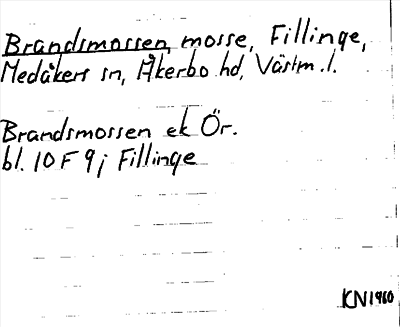 Brandsmossen, mosse, Fillinge,
Medåkers sn, Åkerbo hd, Västm.l.
Brandsmossen ek Ör.
bl. 10 F 9 j Fillinge
KN 1960